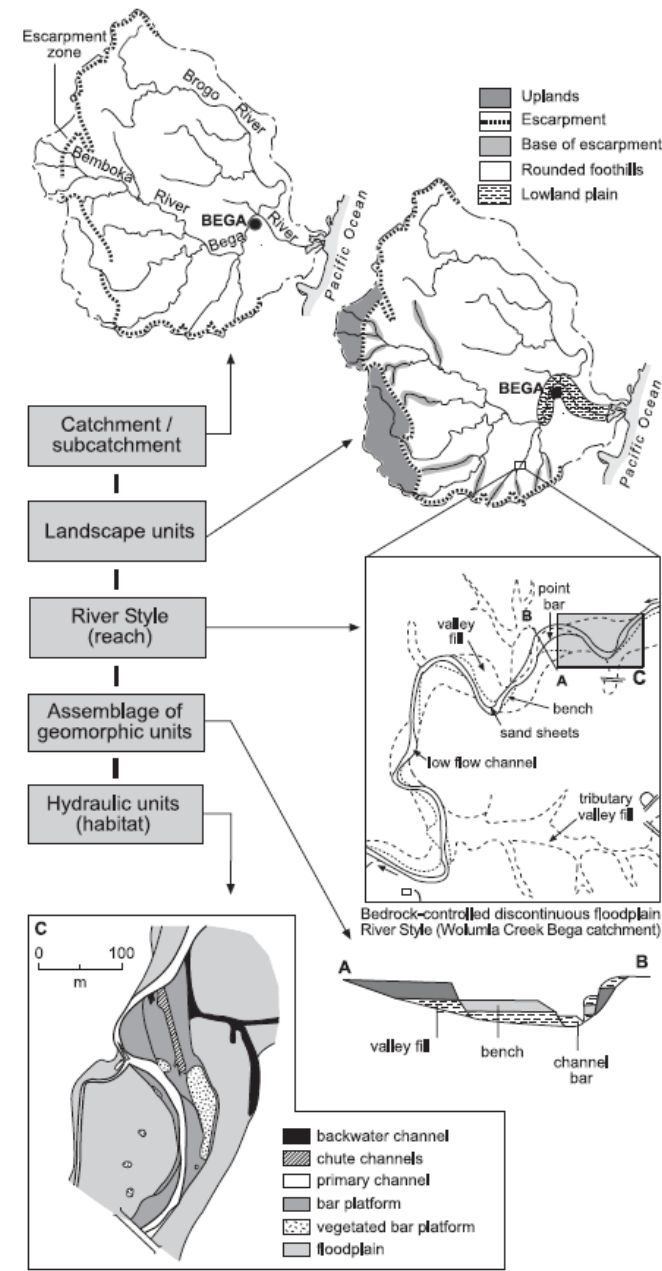 Escarpment
zone
Brogo
River
Bemboka
River
BEGA
Bega
River
Pacific Ocean
Uplands
Escarpment
Base of escarpment
Rounded foothills
Lowland plain
BEGA
Pacific Ocean
Catchment /
subcatchment
Landscape units
River Style
(reach)
Assemblage of
geomorphic units
Hydraulic units
(habitat)
point
bar
B
valley
fill
A
C
bench
sand sheets
low flow channel
tributary
valley fill
Bedrock-controlled discontinuous floodplain
River Style (Wolumla Creek Bega catchment)
A
B
valley fill
bench
channel
bar
C
0 100
m
backwater channel
chute channels
primary channel
bar platform
vegetated bar platform
floodplain